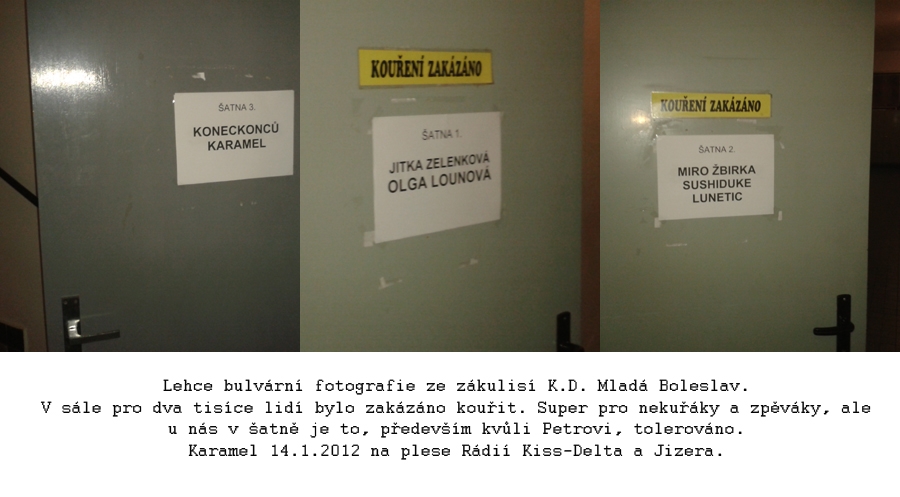 ŠATNA 3.
KONECKONCŮ
KARAMEL
KOUŘENÍ ZAKÁZÁNO
ŠATNA 1.
JITKA ZELENKOVÁ
OLGA LOUNOVÁ
KOUŘENÍ ZAKÁZÁNO
ŠATNA 2.
MIRO ŽBIRKA
SUSHIDUKE
LUNETIC
Lehce bulvární fotografie ze zákulisí K.D. Mladá Boleslav.
V sále pro dva tisíce lidí bylo zakázáno kouřit. Super pro nekuřáky a zpěváky, ale
u nás v šatně je to, především kvůli Petrovi, tolerováno.
Karamel 14.1.2012 na plese Rádií Kiss-Delta a Jizera.